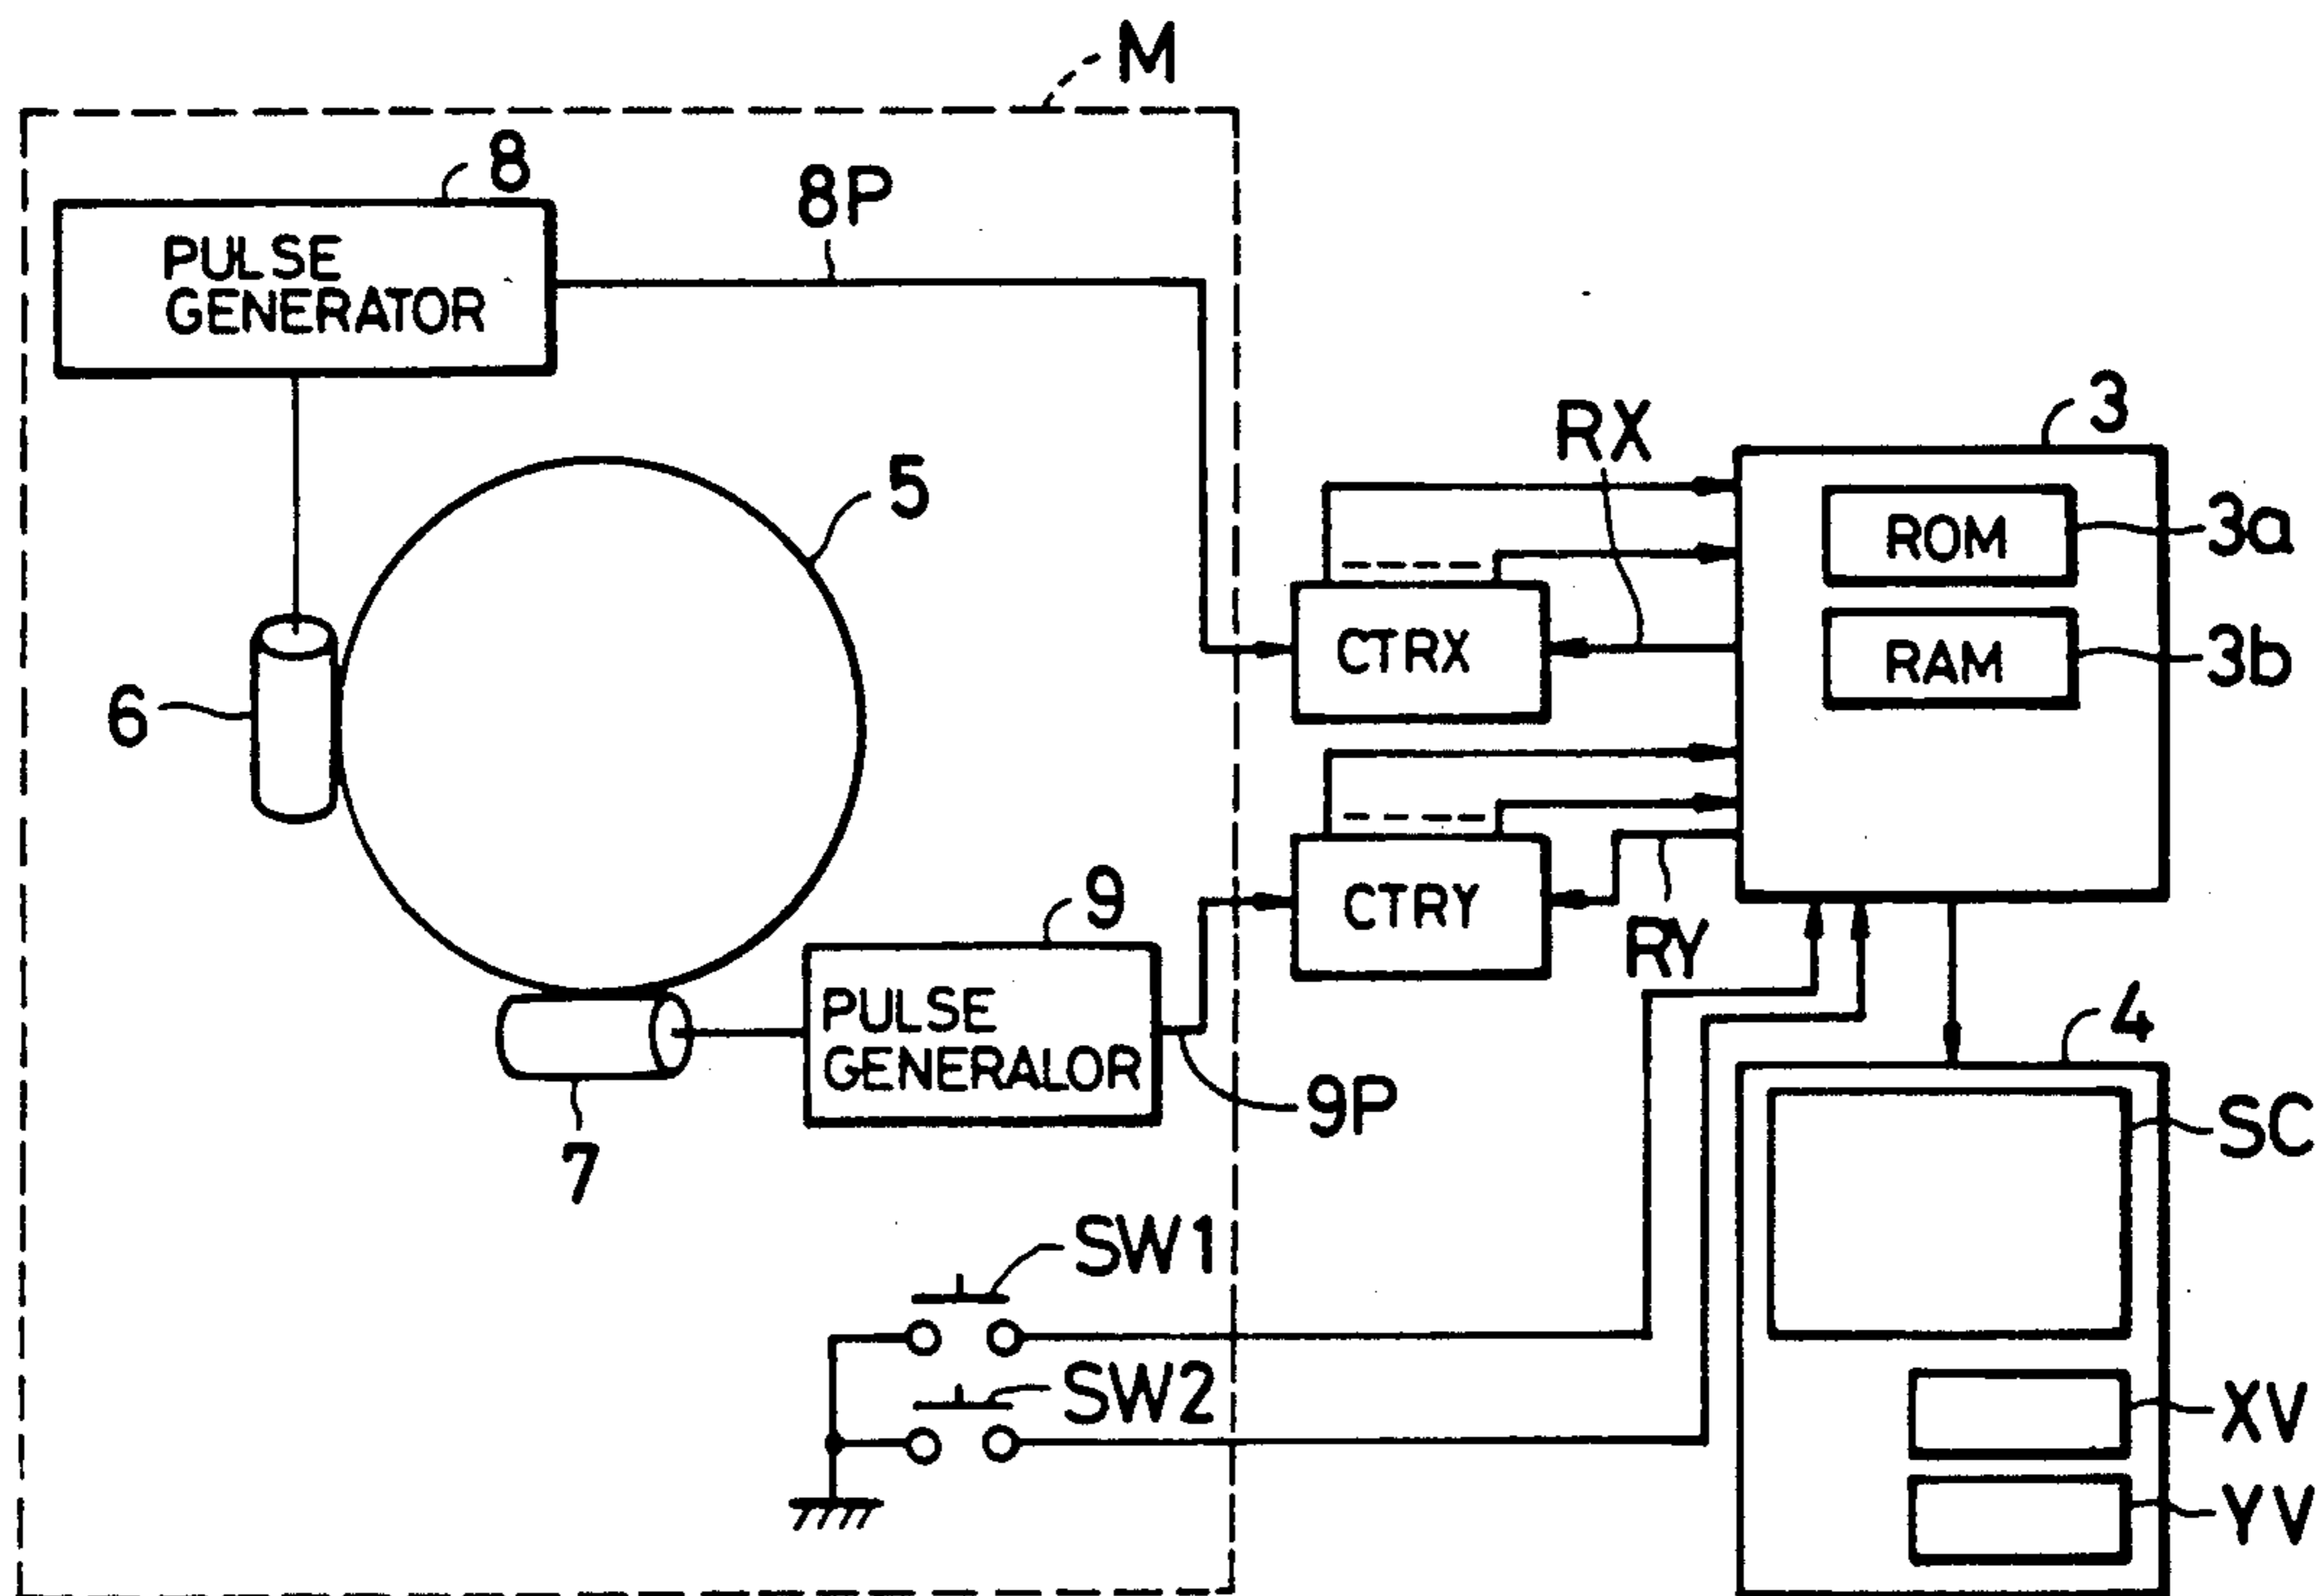 M
8
8P
PULSE
GENERATOR
3
RX
5
ROM
3a
CTRX
RAM
3b
6
9
CTRY
RY
PULSE
GENERALOR
4
9P
SC
7
SW1
SW2
XV
YV